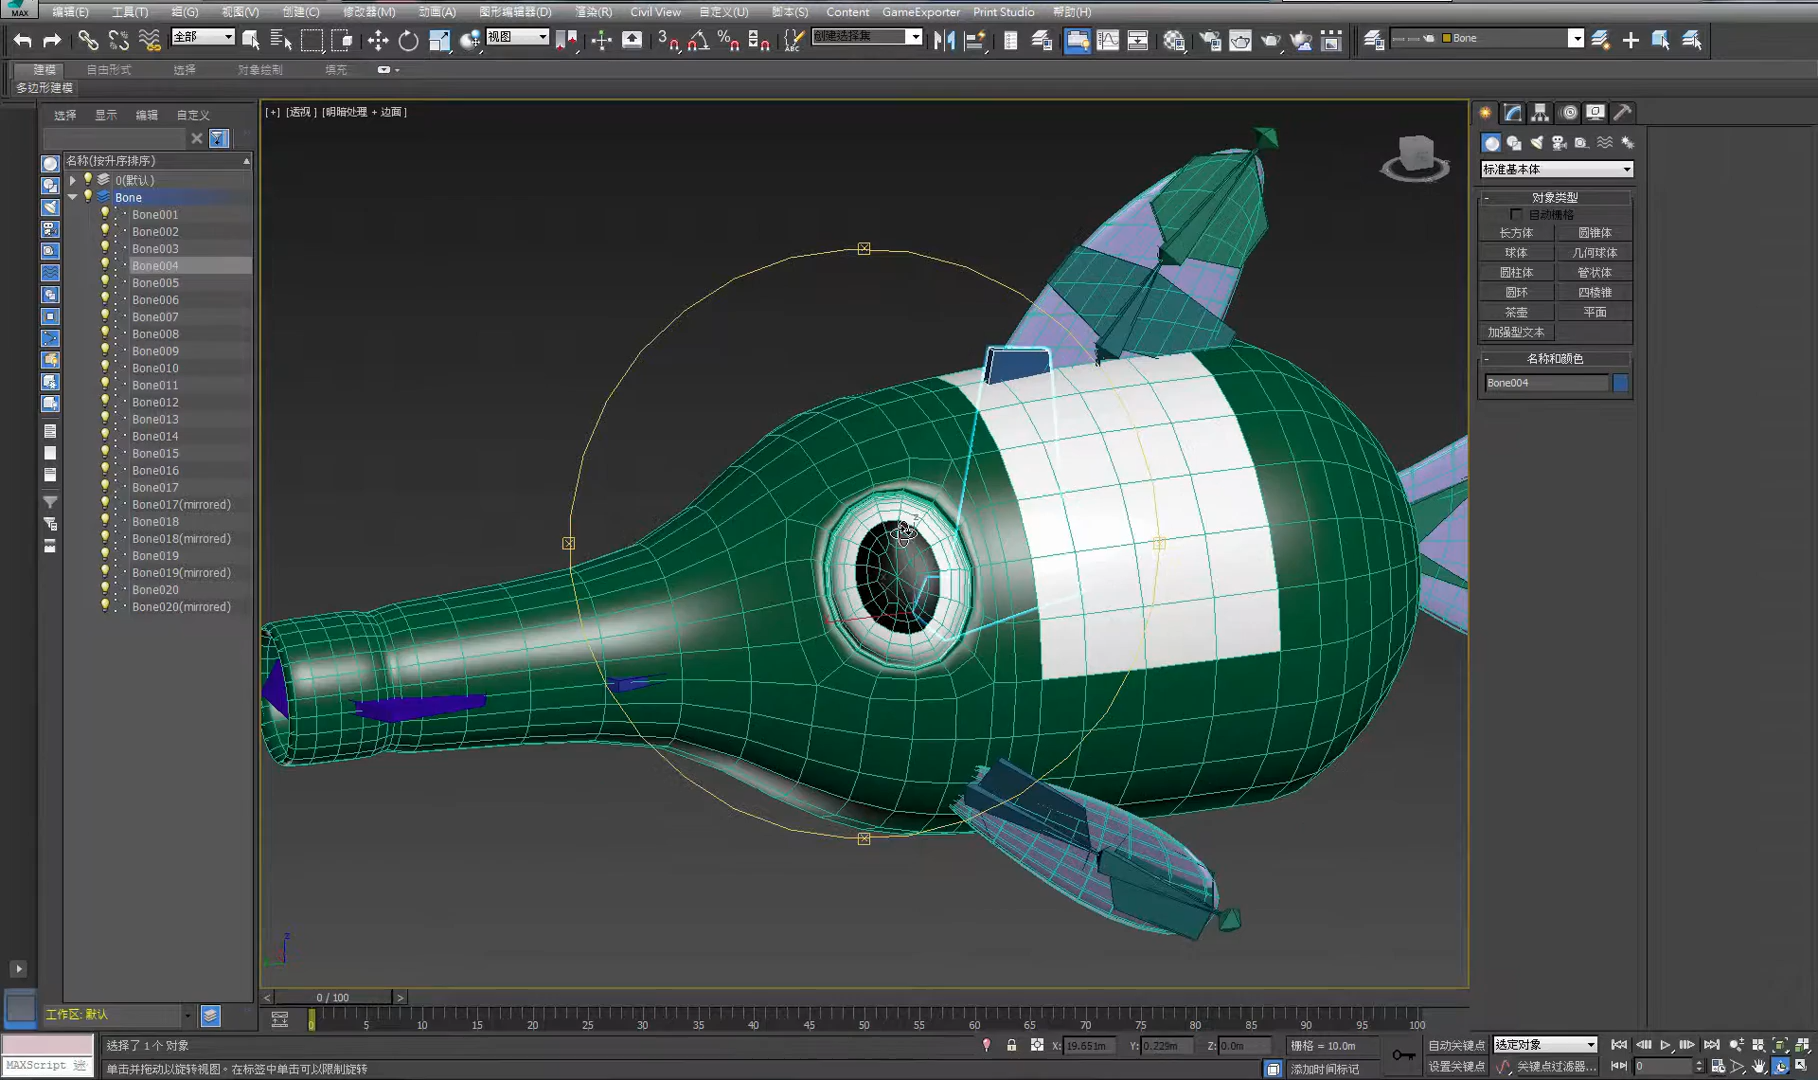 MAX 编辑(E) 工具(T) 组(G) 视图(V) 创建(C) 修改器(M) 动画(A) 图形编辑器(D) 渲染(R) Civil View 自定义(U) 脚本(S) Content GameExporter Print Studio 帮助(H)
全部 视图 3 ABC 创建选择集 Bone
建模 自由形式 选择 对象绘制 填充
多边形建模
选择 显示 编辑 自定义
[+] [透视] [明暗处理 + 边面]
名称(按升序排序)
0(默认)
Bone
Bone001
Bone002
Bone003
Bone004
Bone005
Bone006
Bone007
Bone008
Bone009
Bone010
Bone011
Bone012
Bone013
Bone014
Bone015
Bone016
Bone017
Bone017(mirrored)
Bone018
Bone018(mirrored)
Bone019
Bone019(mirrored)
Bone020
Bone020(mirrored)
标准基本体
- 对象类型
自动栅格
长方体 圆锥体
球体 几何球体
圆柱体 管状体
圆环 四棱锥
茶壶 平面
加强型文本
- 名称和颜色
Bone004
z
< 0 / 100 >
工作区: 默认
0 5 10 15 20 25 30 35 40 45 50 55 60 65 70 75 80 85 90 95 100
选择了 1 个 对象 X: 19.651m Y: 0.229m Z: 0.0m 栅格 = 10.0m 自动关键点 选定对象
MAXScript 迷 单击并拖动以旋转视图。在标签中单击可以限制旋转 添加时间标记 设置关键点 关键点过滤器... 0